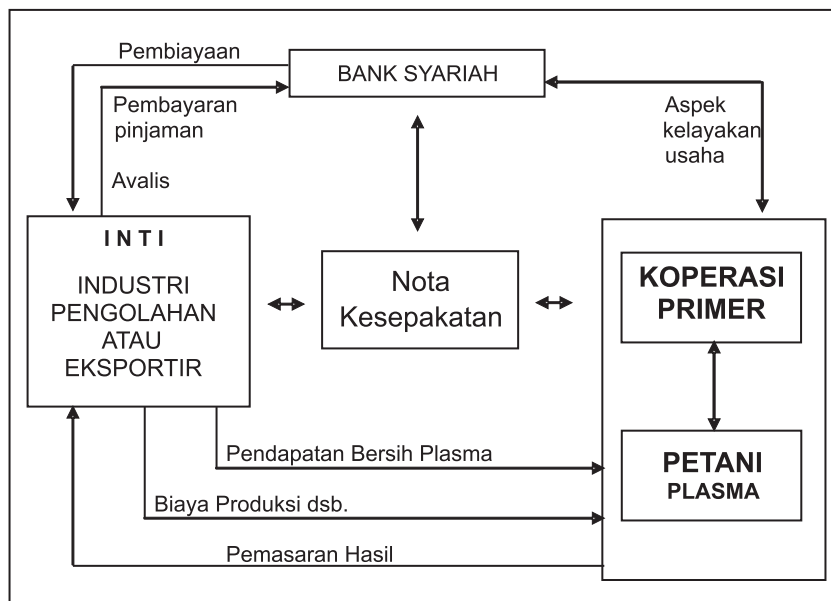 Pembiayaan
BANK SYARIAH
Pembayaran
pinjaman
Aspek
kelayakan
usaha
Avalis
I N T I
INDUSTRI
PENGOLAHAN
ATAU
EKSPORTIR
Nota
Kesepakatan
KOPERASI
PRIMER
PETANI
PLASMA
Pendapatan Bersih Plasma
Biaya Produksi dsb.
Pemasaran Hasil